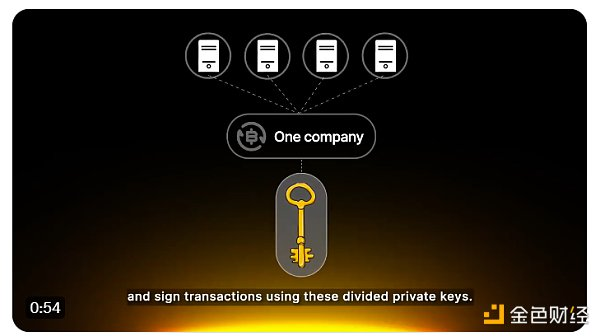 One company
and sign transactions using these divided private keys.
0:54
金色财经